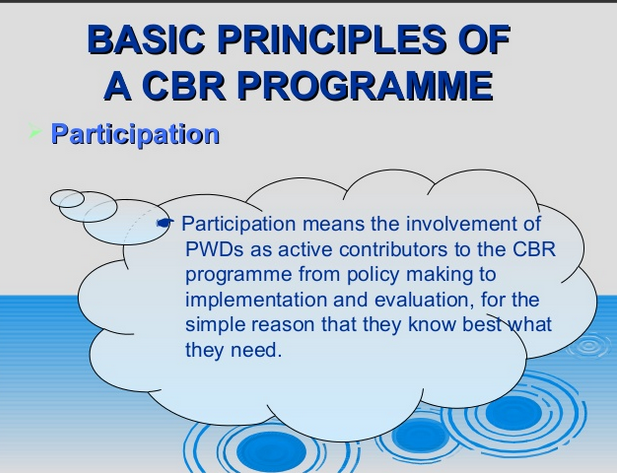 BASIC PRINCIPLES OF
A CBR PROGRAMME
Participation
Participation means the involvement of
PWDs as active contributors to the CBR
programme from policy making to
implementation and evaluation, for the
simple reason that they know best what
they need.